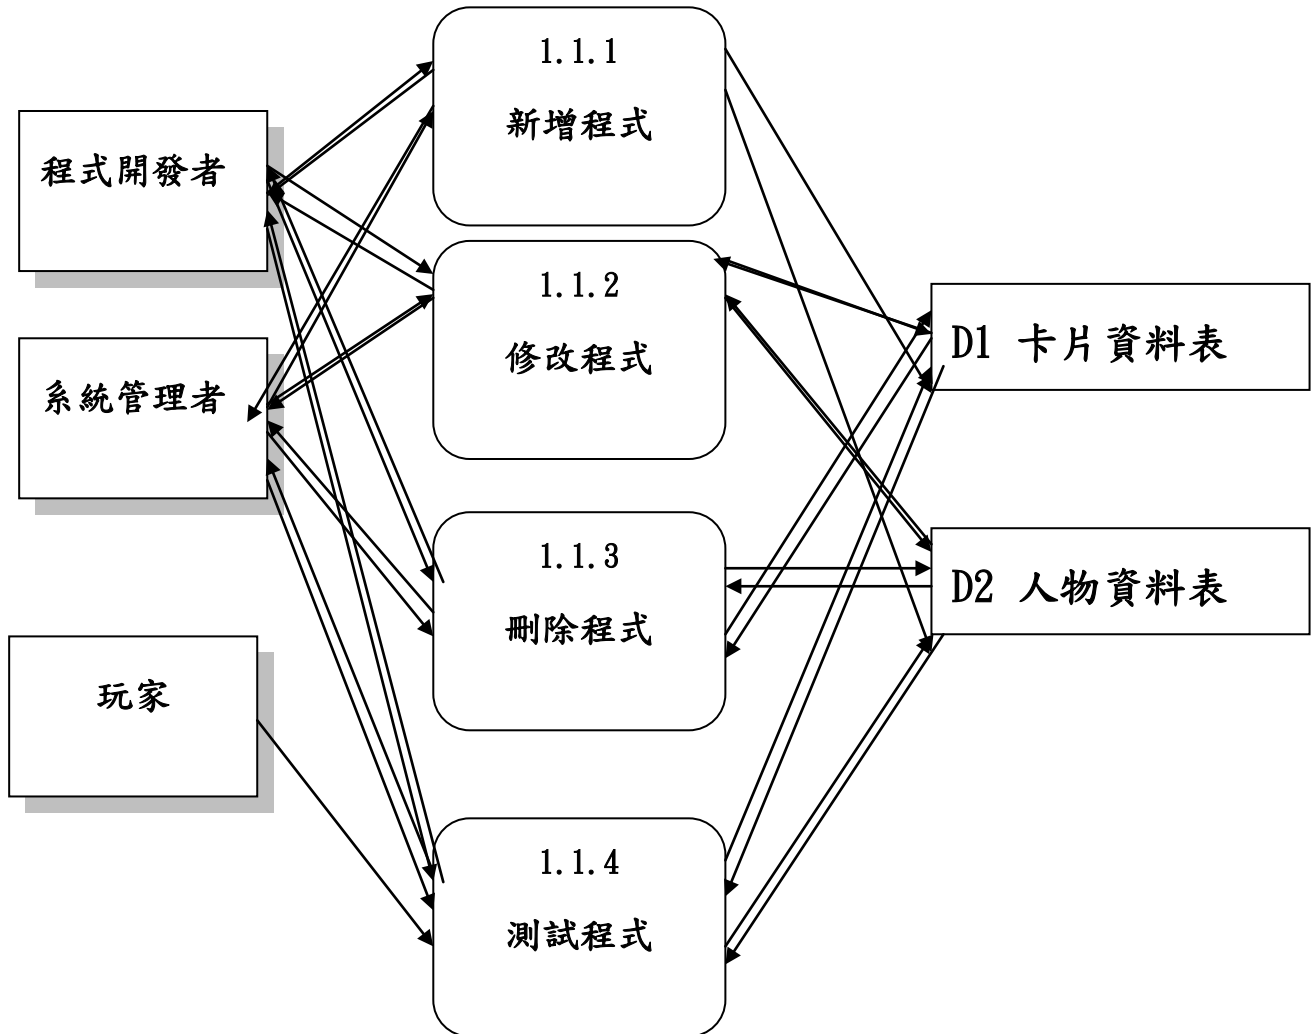 程式開發者
系統管理者
玩家
1.1.1
新增程式
1.1.2
修改程式
1.1.3
刪除程式
1.1.4
測試程式
D1 卡片資料表
D2 人物資料表